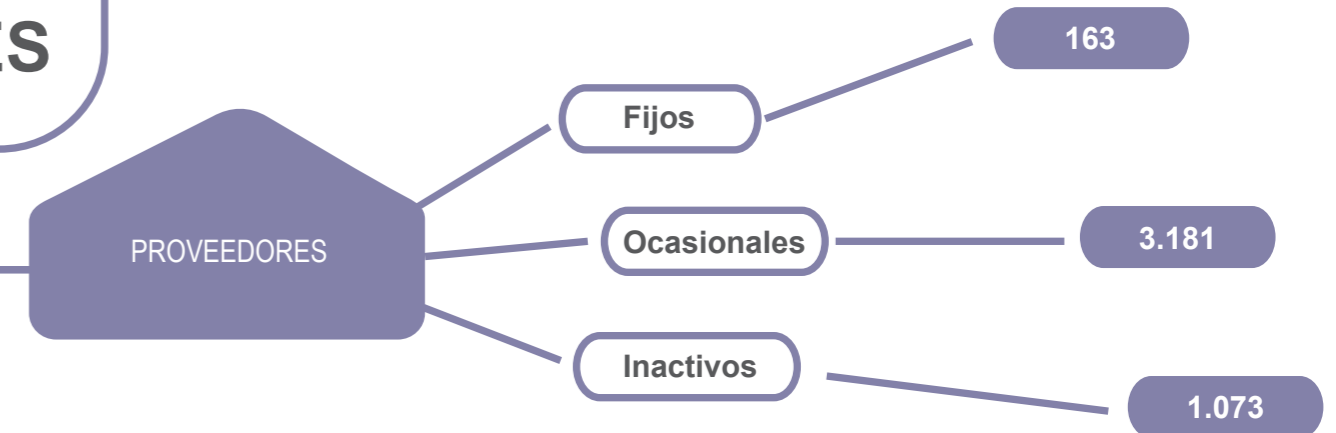 ES
PROVEEDORES
Fijos
163
Ocasionales
3.181
Inactivos
1.073